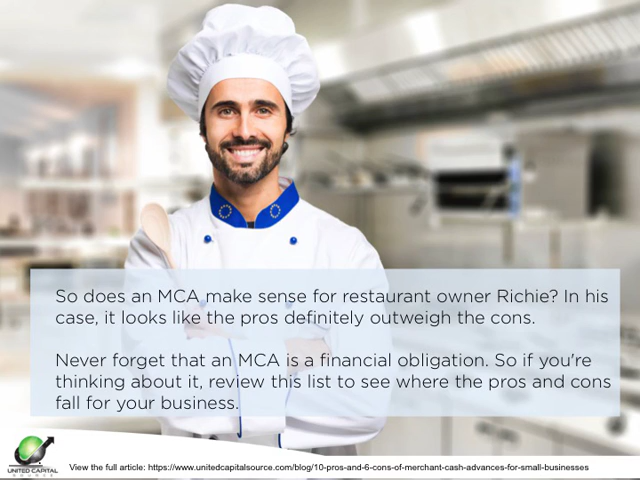 So does an MCA make sense for restaurant owner Richie? In his
case, it looks like the pros definitely outweigh the cons.
Never forget that an MCA is a financial obligation. So if you're
thinking about it, review this list to see where the pros and cons
fall for your business.
UNITED CAPITAL
SOURCE
View the full article: https://www.unitedcapitalsource.com/blog/10-pros-and-6-cons-of-merchant-cash-advances-for-small-businesses